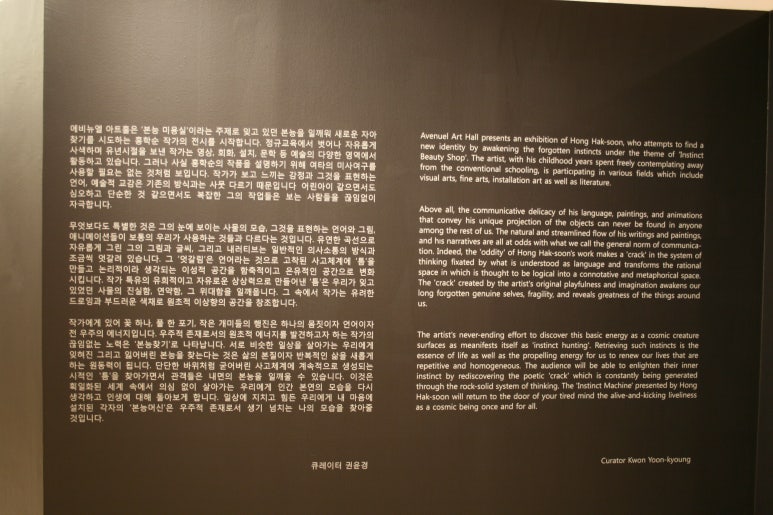 에비뉴엘 아트홀은 '본능 미용실'이라는 주제로 잊고 있던 본능을 일깨워 새로운 자아
찾기를 시도하는 홍학순 작가의 전시를 시작합니다. 정규교육에서 벗어나 자유롭게
사색하며 유년시절을 보낸 작가는 영상, 회화, 설치, 문학 등 예술의 다양한 영역에서
활동하고 있습니다. 그러나 사실 홍학순의 작품을 설명하기 위해 여타의 미사여구를
사용할 필요는 없는 것처럼 보입니다. 작가가 보고 느끼는 감정과 그것을 표현하는
언어, 예술적 교감은 기존의 방식과는 사뭇 다르기 때문입니다 어린아이 같으면서도
심오하고 단순한 것 같으면서도 복잡한 그의 작업들은 보는 사람들을 끊임없이
자극합니다.
무엇보다도 특별한 것은 그의 눈에 보이는 사물의 모습, 그것을 표현하는 언어와 그림,
애니메이션들이 보통의 우리가 사용하는 것들과 다르다는 것입니다. 유연한 곡선으로
자유롭게 그린 그의 그림과 글씨, 그리고 내러티브는 일반적인 의사소통의 방식과
조금씩 엇갈려 있습니다. 그 '엇갈림'은 언어라는 것으로 고착된 사고체계에 '틈'을
만들고 논리적이라 생각되는 이성적 공간을 함축적이고 은유적인 공간으로 변화
시킵니다. 작가 특유의 유희적이고 자유로운 상상력으로 만들어낸 '틈'은 우리가 잊고
있었던 사물의 진실함, 연약함, 그 위대함을 일깨웁니다. 그 속에서 작가는 유려한
드로잉과 부드러운 색채로 원초적 이상향의 공간을 창조합니다.
작가에게 있어 꽃 하나, 풀 한 포기, 작은 개미들의 행진은 하나의 몸짓이자 언어이자
전 우주의 에너지입니다. 우주적 존재로서의 원초적 에너지를 발견하고자 하는 작가의
끊임없는 노력은 '본능찾기'로 나타납니다. 서로 비슷한 일상을 살아가는 우리에게
잊혀진 그리고 잃어버린 본능을 찾는다는 것은 삶의 본질이자 반복적인 삶을 새롭게
하는 원동력이 됩니다. 단단한 바위처럼 굳어버린 사고체계에 계속적으로 생성되는
시적인 '틈'을 찾아가면서 관객들은 내면의 본능을 일깨울 수 있습니다. 이것은
획일화된 세계 속에서 의심 없이 살아가는 우리에게 인간 본연의 모습을 다시
생각하고 인생에 대해 돌아보게 합니다. 일상에 지치고 힘든 우리에게 내 마음에
설치된 각자의 '본능머신'은 우주적 존재로서 생기 넘치는 나의 모습을 찾아줄
것입니다.
큐레이터 권윤경
Avenuel Art Hall presents an exhibition of Hong Hak-soon, who attempts to find a
new identity by awakening the forgotten instincts under the theme of 'Instinct
Beauty Shop'. The artist, with his childhood years spent freely contemplating away
from the conventional schooling, is participating in various fields which include
visual arts, fine arts, installation art as well as literature.
Above all, the communicative delicacy of his language, paintings, and animations
that convey his unique projection of the objects can never be found in anyone
among the rest of us. The natural and streamlined flow of his writings and paintings,
and his narratives are all at odds with what we call the general norm of communica-
tion. Indeed, the 'oddity' of Hong Hak-soon's work makes a 'crack' in the system of
thinking fixated by what is understood as language and transforms the rational
space in which is thought to be logical into a connotative and metaphorical space.
The 'crack' created by the artist's original playfulness and imagination awakens our
long forgotten genuine selves, fragility, and reveals greatness of the things around
us.
The artist's never-ending effort to discover this basic energy as a cosmic creature
surfaces as meanifests itself as 'instinct hunting'. Retrieving such instincts is the
essence of life as well as the propelling energy for us to renew our lives that are
repetitive and homogeneous. The audience will be able to enlighten their inner
instinct by rediscovering the poetic 'crack' which is constantly being generated
through the rock-solid system of thinking. The 'Instinct Machine' presented by Hong
Hak-soon will return to the door of your tired mind the alive-and-kicking liveliness
as a cosmic being once and for all.
Curator Kwon Yoon-kyoung